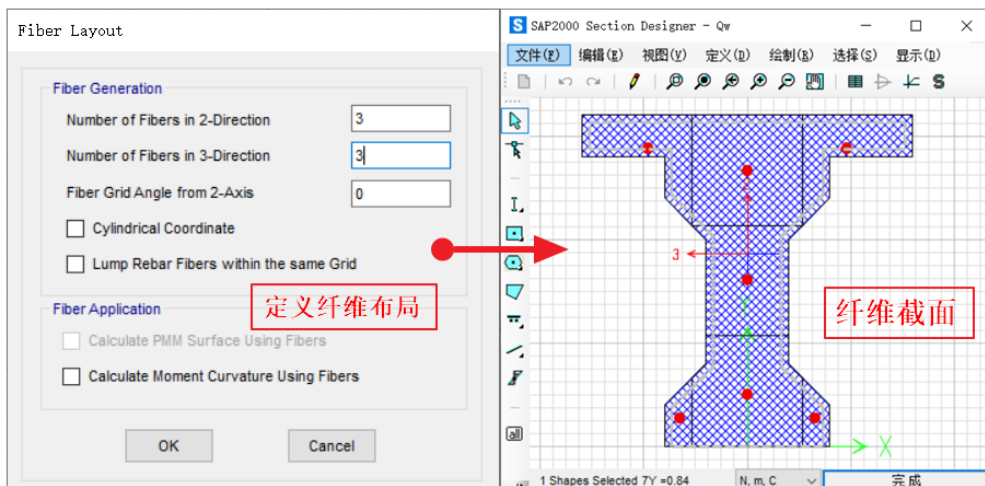 Fiber Layout
Fiber Generation
Number of Fibers in 2-Direction 3
Number of Fibers in 3-Direction 3
Fiber Grid Angle from 2-Axis 0
Cylindrical Coordinate
Lump Rebar Fibers within the same Grid
定义纤维布局
Fiber Application
Calculate PMM Surface Using Fibers
Calculate Moment Curvature Using Fibers
OK Cancel
SAP2000 Section Designer - Qw
文件(F) 编辑(E) 视图(V) 定义(D) 绘制(R) 选择(S) 显示(D)
3
纤维截面
all
X
1 Shapes Selected 7Y =0.84 N, m, C 完成